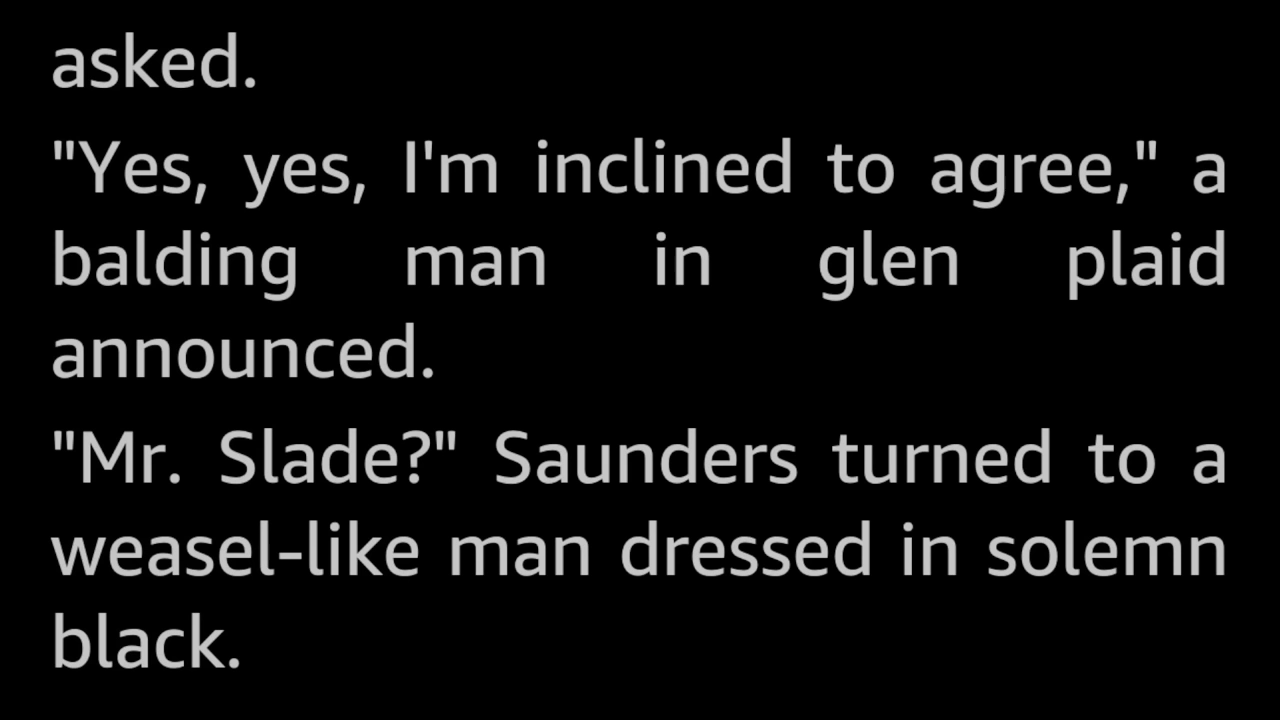 asked.
"Yes, yes, I'm inclined to agree," a
balding man in glen plaid
announced.
"Mr. Slade?" Saunders turned to a
weasel-like man dressed in solemn
black.